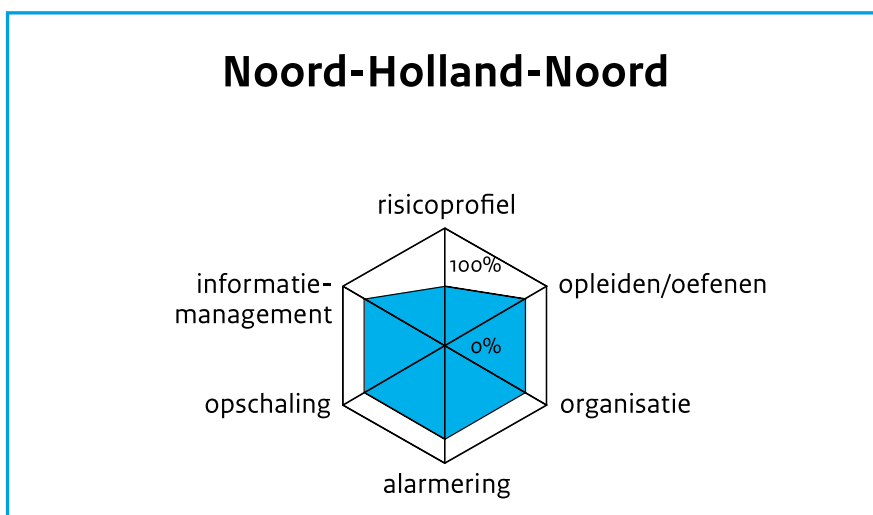 Noord-Holland-Noord
risicoprofiel
100%
informatie-
management
opleiden/oefenen
0%
opschaling
organisatie
alarmering